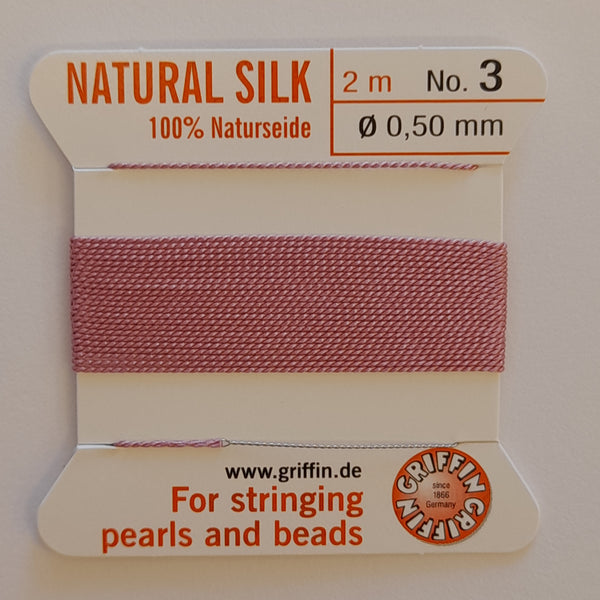 NATURAL SILK
100% Naturseide
2 m No. 3
Ø 0,50 mm
www.griffin.de
For stringing
pearls and beads
GRIFFIN GRIFFIN
since
1866
Germany